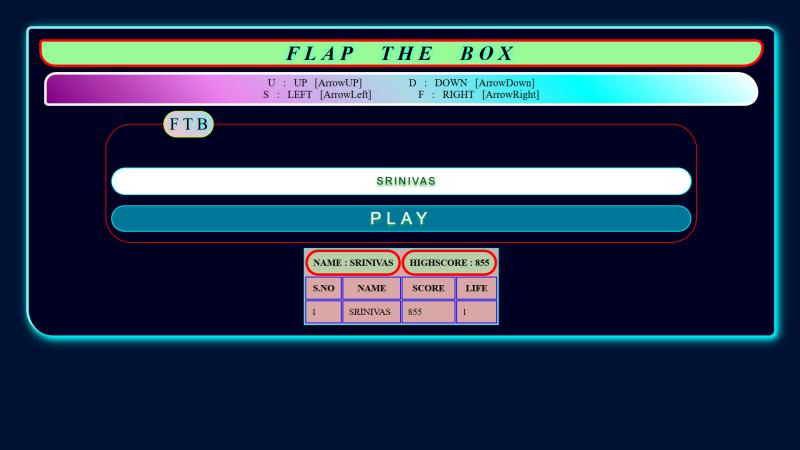 FLAP THE BOX
U : UP [ArrowUP] D : DOWN [ArrowDown]
S : LEFT [ArrowLeft] F : RIGHT [ArrowRight]
FTB
SRINIVAS
PLAY
NAME : SRINIVAS HIGHSCORE : 855
S.NO NAME SCORE LIFE
1 SRINIVAS 855 1